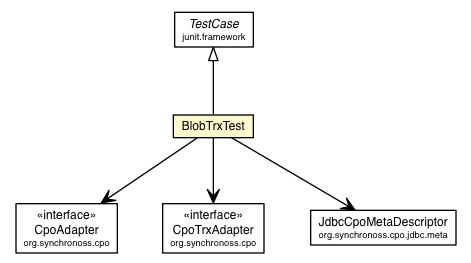 TestCase
junit.framework
BlobTrxTest
«interface»
CpoAdapter
org.synchronoss.cpo
«interface»
CpoTrxAdapter
org.synchronoss.cpo
JdbcCpoMetaDescriptor
org.synchronoss.cpo.jdbc.meta